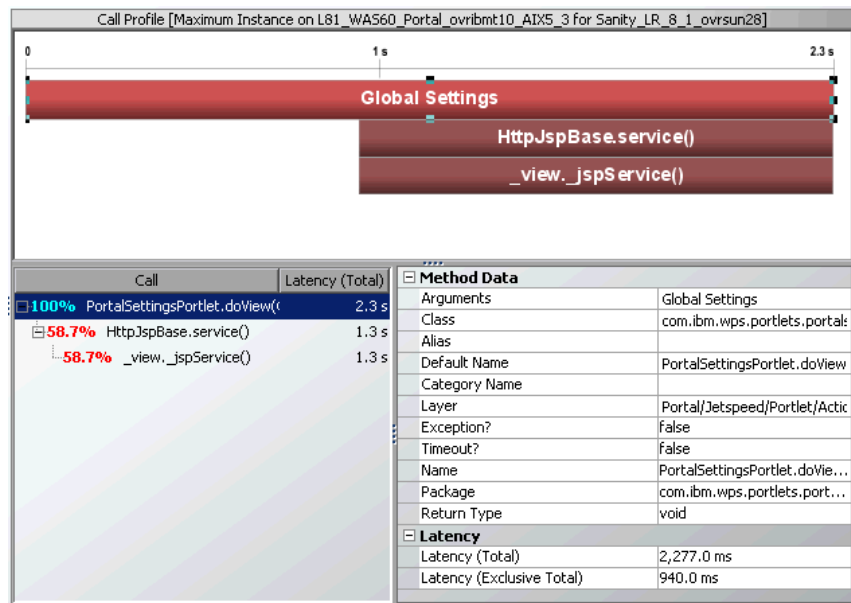 Call Profile [Maximum Instance on L81_WAS60_Portal_ovribmt10_AIX5_3 for Sanity_LR_8_1_ovrsun28]
0 1 s 2.3 s
Global Settings
HttpJspBase.service()
_view._jspService()
Call Latency (Total)
100% PortalSettingsPortlet.doView( 2.3 s
58.7% HttpJspBase.service() 1.3 s
58.7% _view._jspService() 1.3 s
Method Data
Arguments Global Settings
Class com.ibm.wps.portlets.portals
Alias
Default Name PortalSettingsPortlet.doView
Category Name
Layer Portal/Jetspeed/Portlet/Actic
Exception? false
Timeout? false
Name PortalSettingsPortlet.doVie...
Package com.ibm.wps.portlets.port...
Return Type void
Latency
Latency (Total) 2,277.0 ms
Latency (Exclusive Total) 940.0 ms